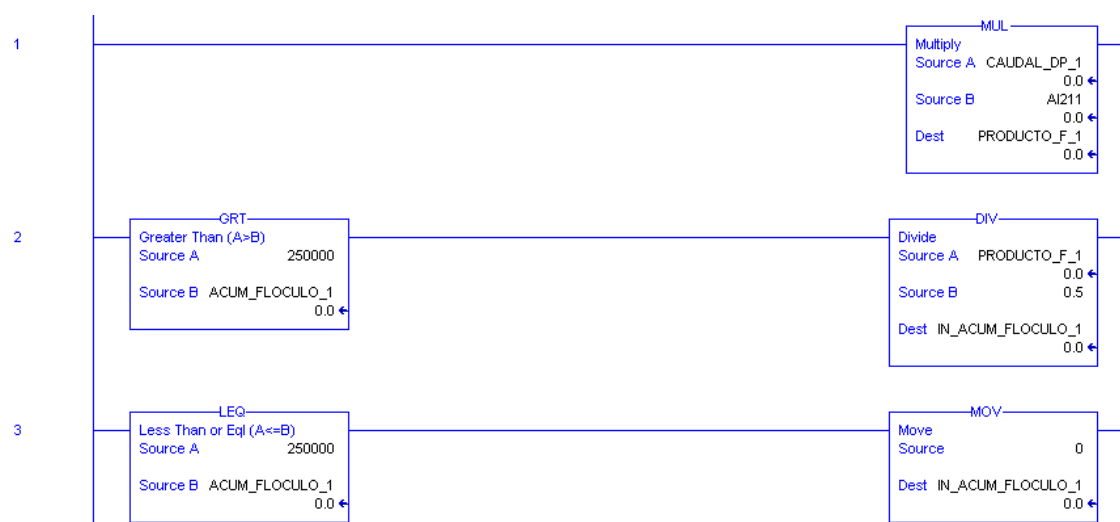 1
MUL
Multiply
Source A CAUDAL_DP_1
0.0
Source B AI211
0.0
Dest PRODUCTO_F_1
0.0
2
GRT
Greater Than (A>B)
Source A 250000
Source B ACUM_FLOCULO_1
0.0
DIV
Divide
Source A PRODUCTO_F_1
0.0
Source B 0.5
Dest IN_ACUM_FLOCULO_1
0.0
3
LEQ
Less Than or Eql (A<=B)
Source A 250000
Source B ACUM_FLOCULO_1
0.0
MOV
Move
Source 0
Dest IN_ACUM_FLOCULO_1
0.0